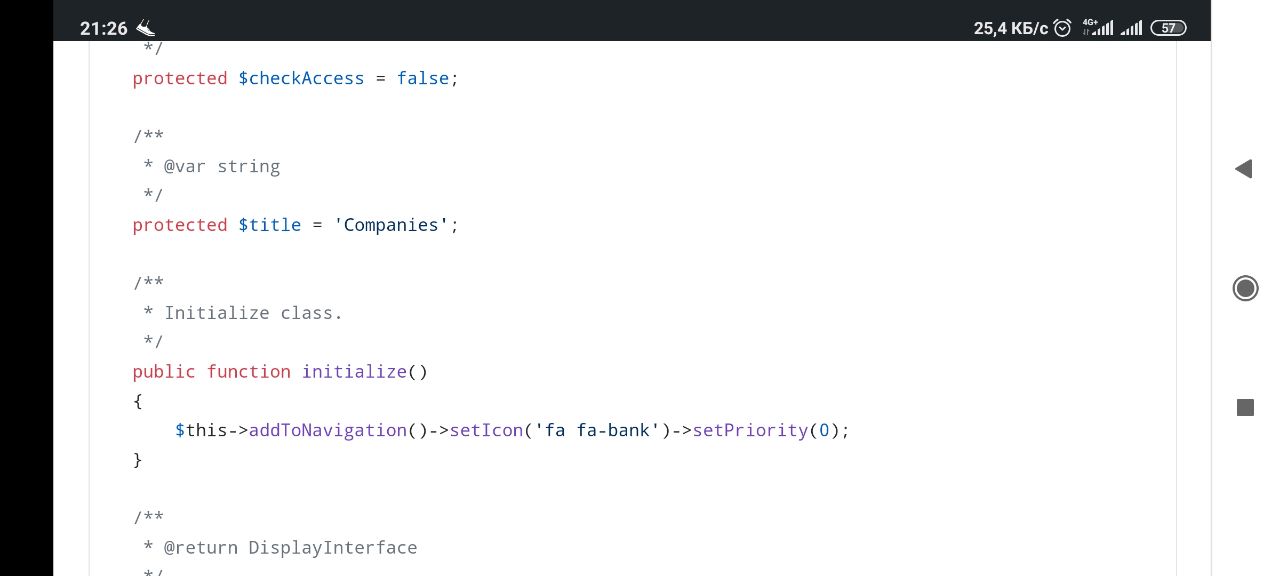 21:26 25,4 КБ/с 4G+ 57
*/
protected $checkAccess = false;
/**
* @var string
*/
protected $title = 'Companies';
/**
* Initialize class.
*/
public function initialize()
{
$this->addToNavigation()->setIcon('fa fa-bank')->setPriority(0);
}
/**
* @return DisplayInterface
*/